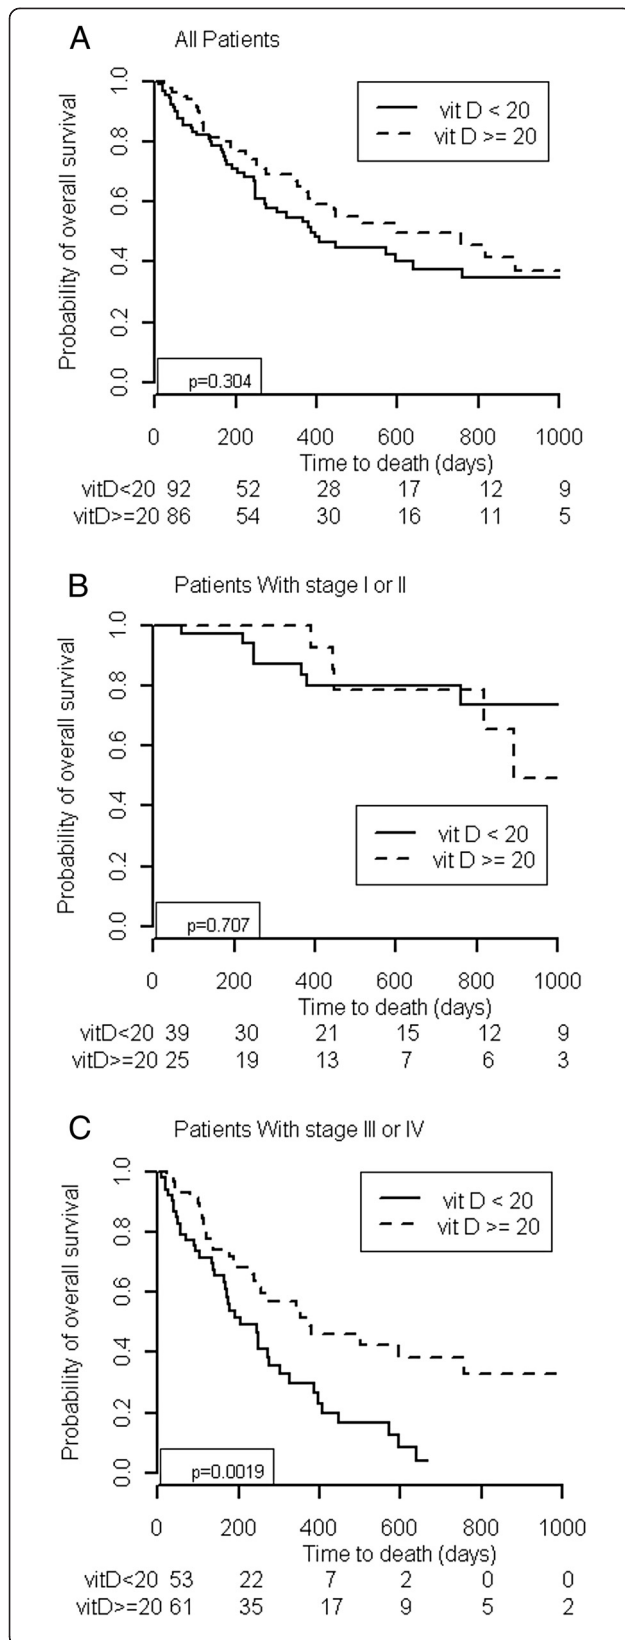 A
All Patients
Probability of overall survival
1.0
0.8
0.6
0.4
0.2
0.0
vit D < 20
vit D >= 20
p=0.304
0 200 400 600 800 1000
Time to death (days)
vitD<20 92 52 28 17 12 9
vitD>=20 86 54 30 16 11 5
B
Patients With stage I or II
Probability of overall survival
1.0
0.8
0.6
0.4
0.2
0.0
vit D < 20
vit D >= 20
p=0.707
0 200 400 600 800 1000
Time to death (days)
vitD<20 39 30 21 15 12 9
vitD>=20 25 19 13 7 6 3
C
Patients With stage III or IV
Probability of overall survival
1.0
0.8
0.6
0.4
0.2
0.0
vit D < 20
vit D >= 20
p=0.0019
0 200 400 600 800 1000
Time to death (days)
vitD<20 53 22 7 2 0 0
vitD>=20 61 35 17 9 5 2